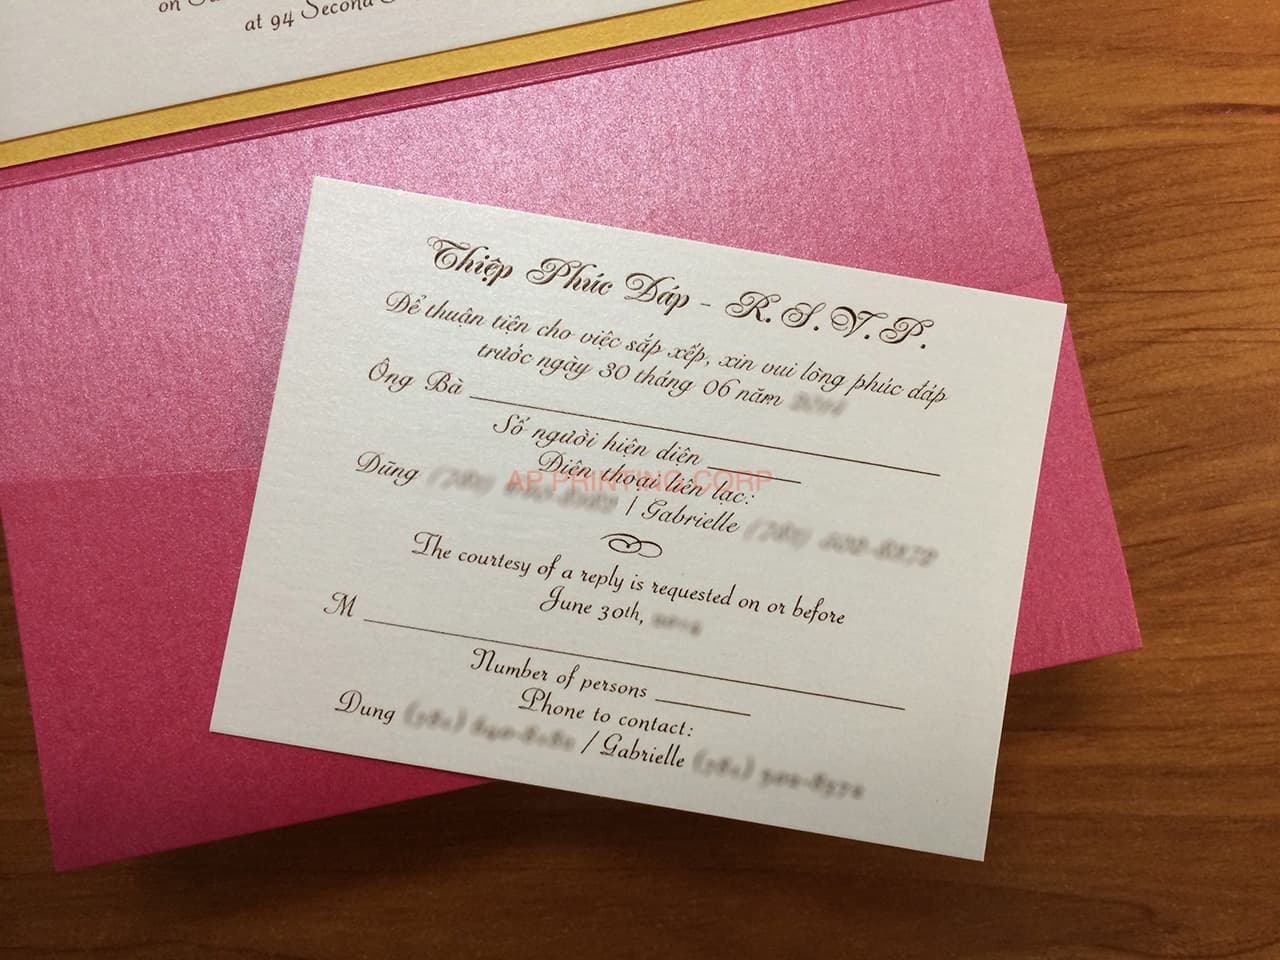 on
at 94 Second
Thiệp Phúc Đáp - R.S.V.P.
Để thuận tiện cho việc sắp xếp, xin vui lòng phúc đáp
trước ngày 30 tháng 06 năm
Ông Bà
Số người hiện diện
Điện thoại liên lạc:
AP PRINTING CORP
Dũng / Gabrielle
The courtesy of a reply is requested on or before
June 30th,
M
Number of persons
Phone to contact:
Dung / Gabrielle